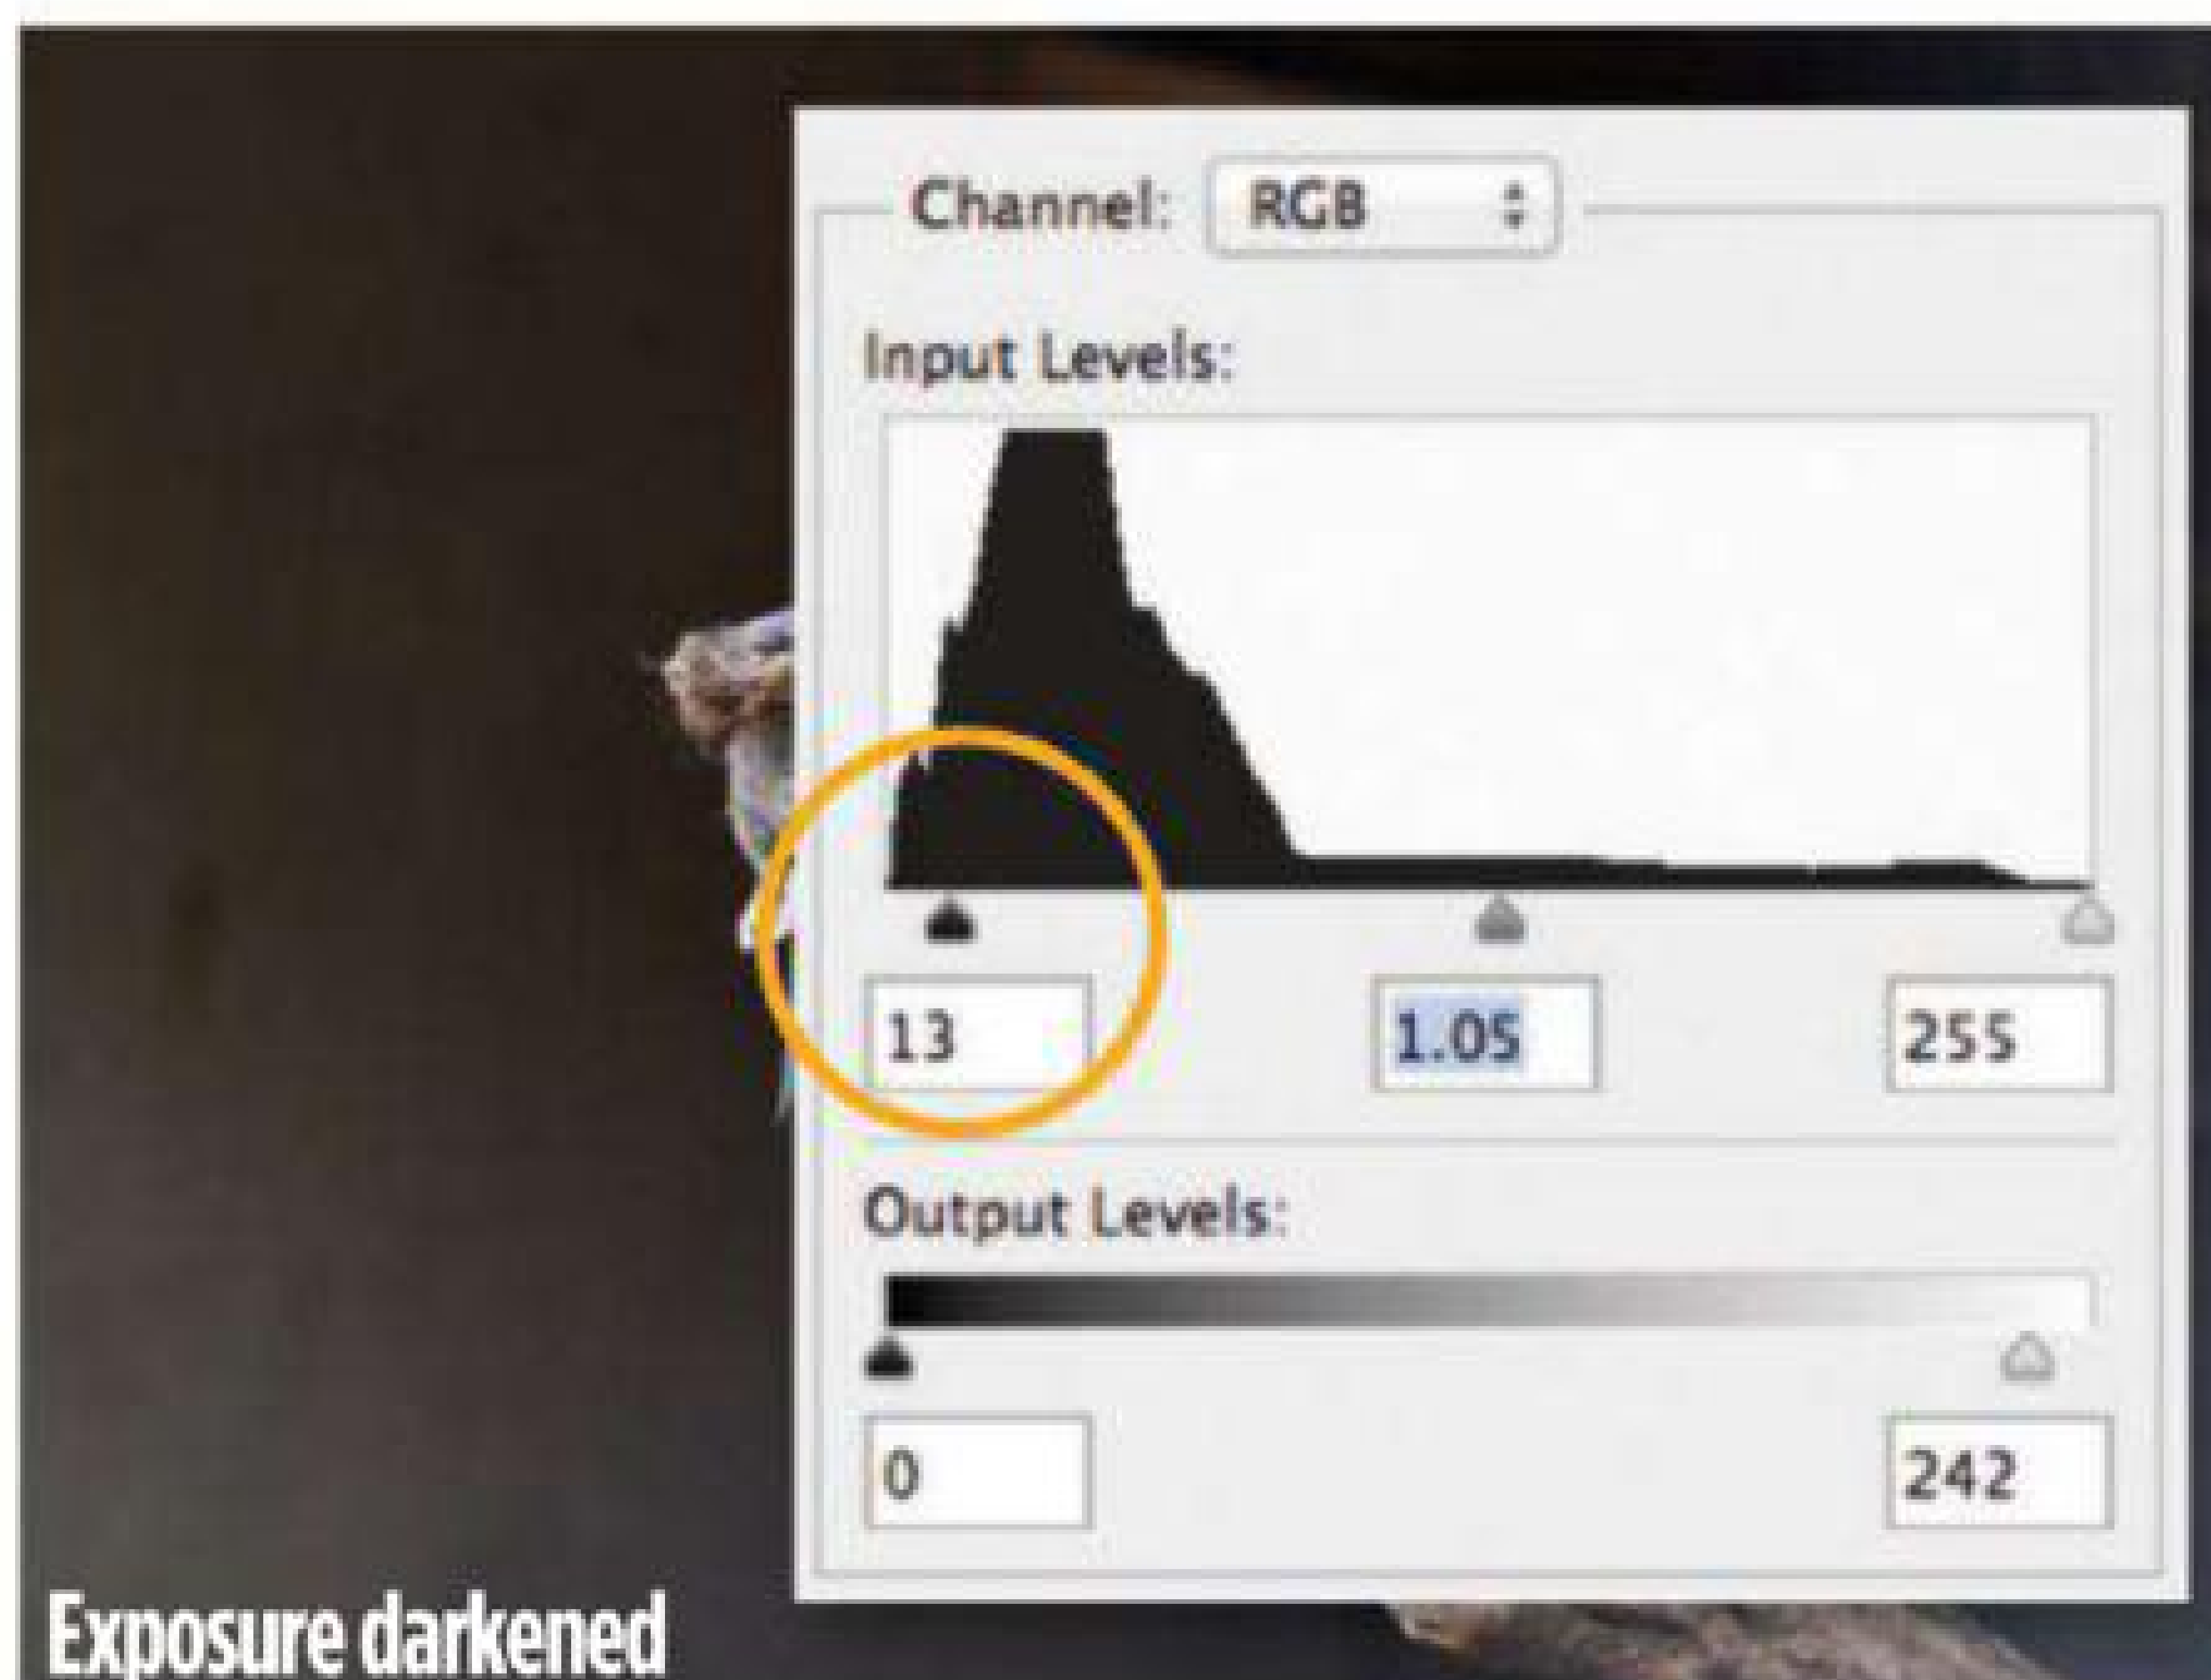 Channel: RGB
Input Levels:
13 1.05 255
Output Levels:
0 242
Exposure darkened